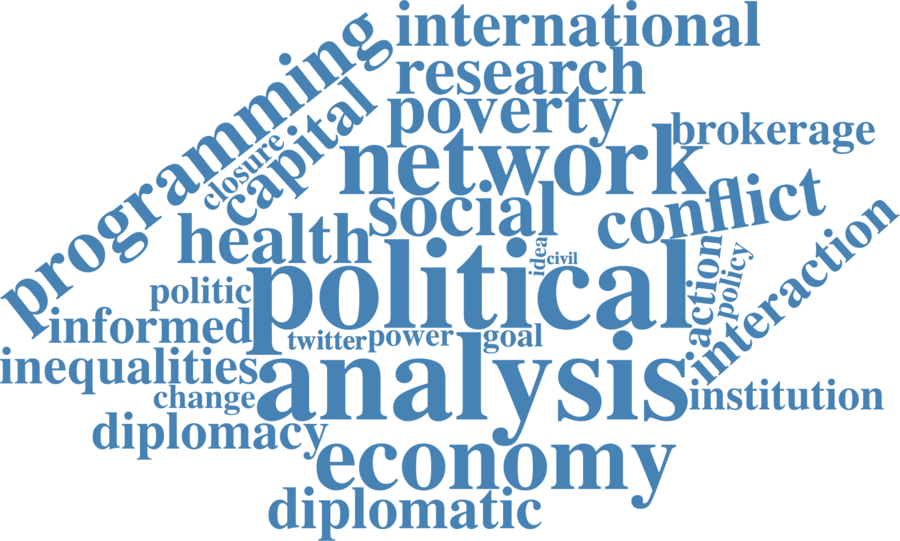 international
programming
research
capital
poverty
closure
brokerage
network
social
conflict
health
interaction
political
idea
civil
action
policy
politic
informed
twitter
power
goal
inequalities
analysis
change
institution
diplomacy
economy
diplomatic